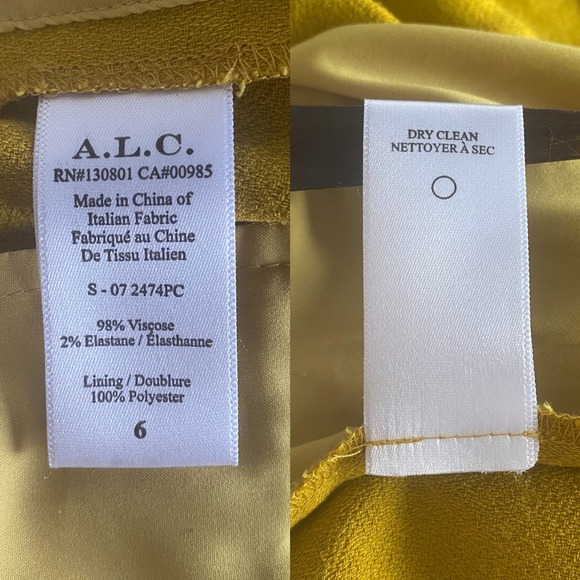 A.L.C.
RN#130801 CA#00985
Made in China of
Italian Fabric
Fabriqué au Chine
De Tissu Italien
S - 07 2474PC
98% Viscose
2% Elastane / Élasthanne
Lining / Doublure
100% Polyester
6
DRY CLEAN
NETTOYER À SEC